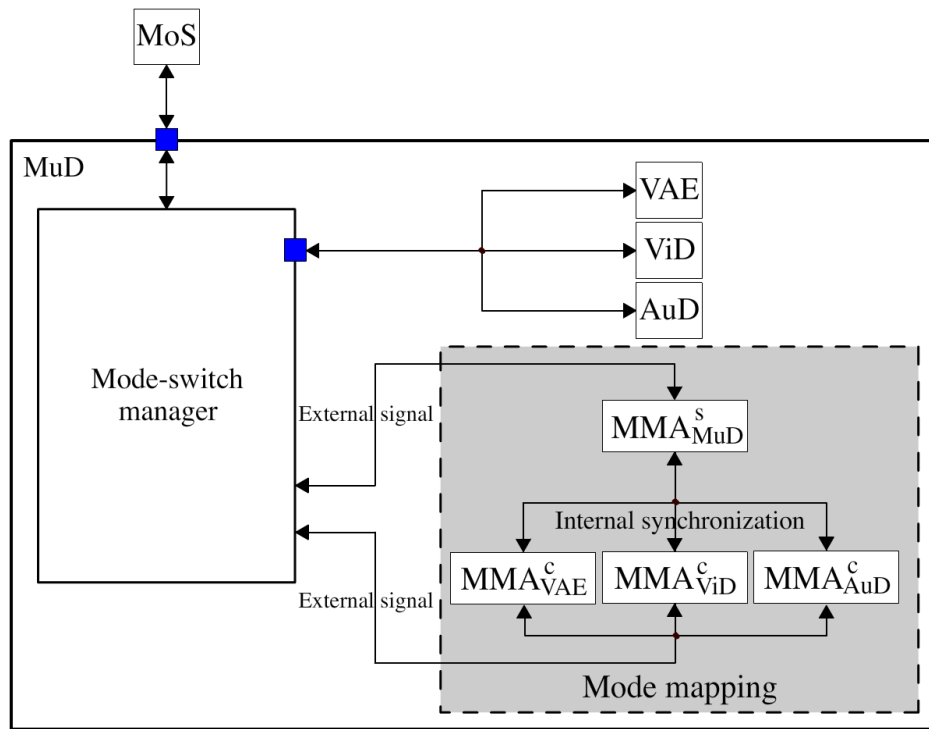 MoS
MuD
VAE
ViD
AuD
Mode-switch
manager
External signal
MMA^s_MuD
Internal synchronization
MMA^c_VAE
MMA^c_ViD
MMA^c_AuD
External signal
Mode mapping